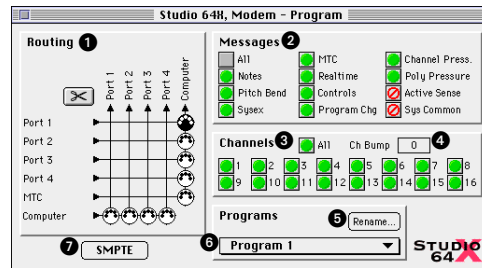 Studio 64X, Modem - Program
Routing 1
Port 1
Port 2
Port 3
Port 4
Computer
Port 1
Port 2
Port 3
Port 4
MTC
Computer
7 SMPTE
Messages 2
All MTC Channel Press.
Notes Realtime Poly Pressure
Pitch Bend Controls Active Sense
Sysex Program Chg Sys Common
Channels 3 All Ch Bump 0 4
1 2 3 4 5 6 7 8
9 10 11 12 13 14 15 16
Programs 5 Rename...
6 Program 1
STUDIO
64X